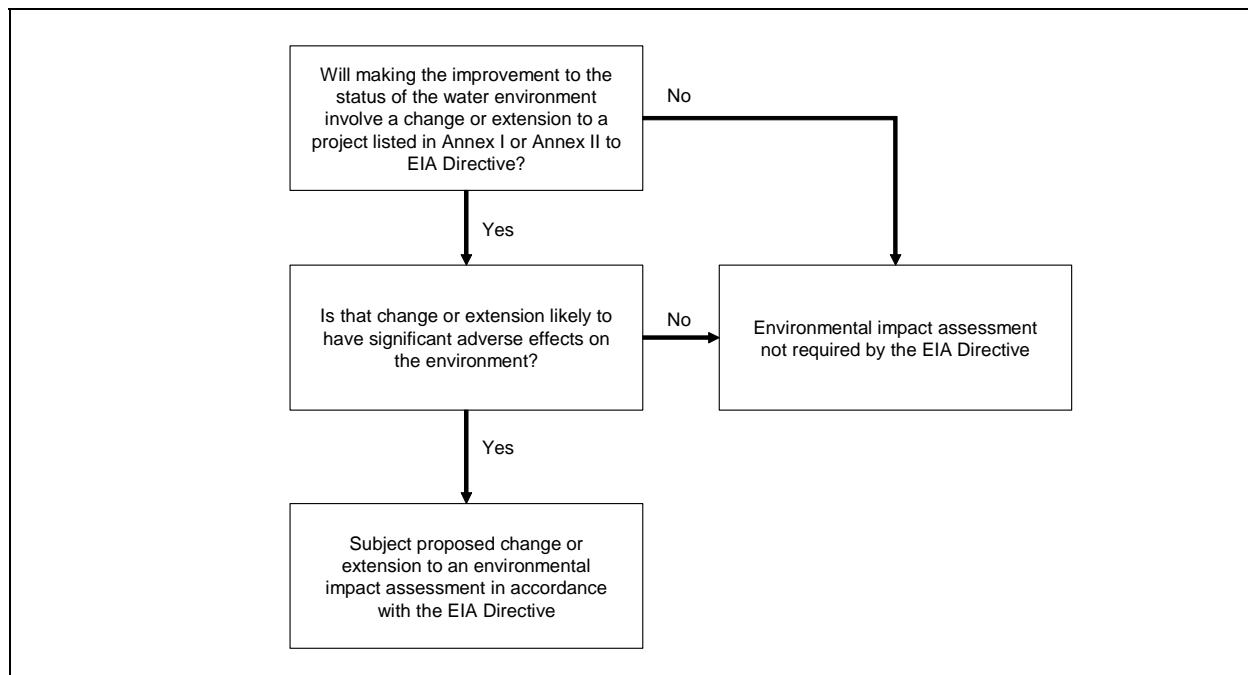 Will making the improvement to the
status of the water environment
involve a change or extension to a
project listed in Annex I or Annex II to
EIA Directive?
No
Yes
Is that change or extension likely to
have significant adverse effects on
the environment?
No
Environmental impact assessment
not required by the EIA Directive
Yes
Subject proposed change or
extension to an environmental
impact assessment in accordance
with the EIA Directive